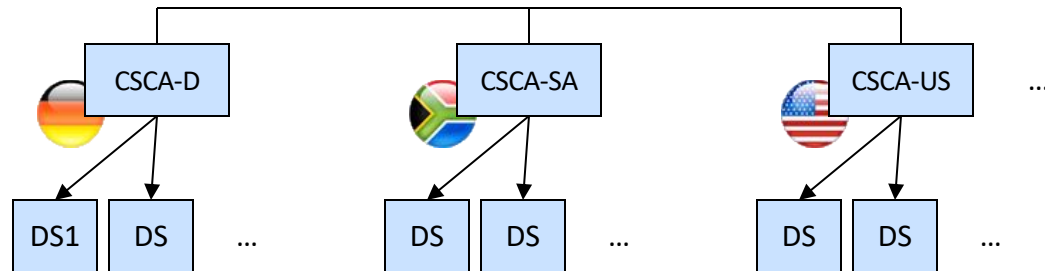 CSCA-D CSCA-SA CSCA-US ...
DS1 DS ... DS DS ... DS DS ...